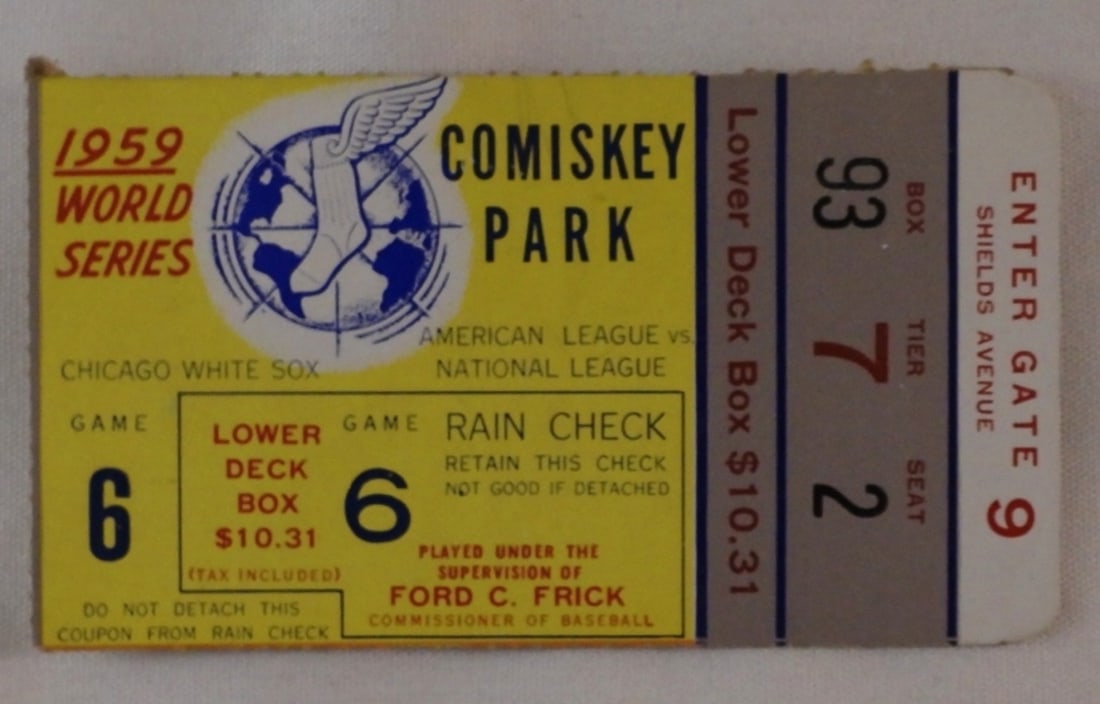 1959
WORLD
SERIES
COMISKEY
PARK
AMERICAN LEAGUE vs.
NATIONAL LEAGUE
CHICAGO WHITE SOX
GAME
6
LOWER
DECK
BOX
$10.31
(TAX INCLUDED)
GAME
6
RAIN CHECK
RETAIN THIS CHECK
NOT GOOD IF DETACHED
PLAYED UNDER THE
SUPERVISION OF
FORD C. FRICK
COMMISSIONER OF BASEBALL
DO NOT DETACH THIS
COUPON FROM RAIN CHECK
Lower Deck Box $10.31
BOX TIER SEAT
93 7 2
ENTER GATE 9
SHIELDS AVENUE